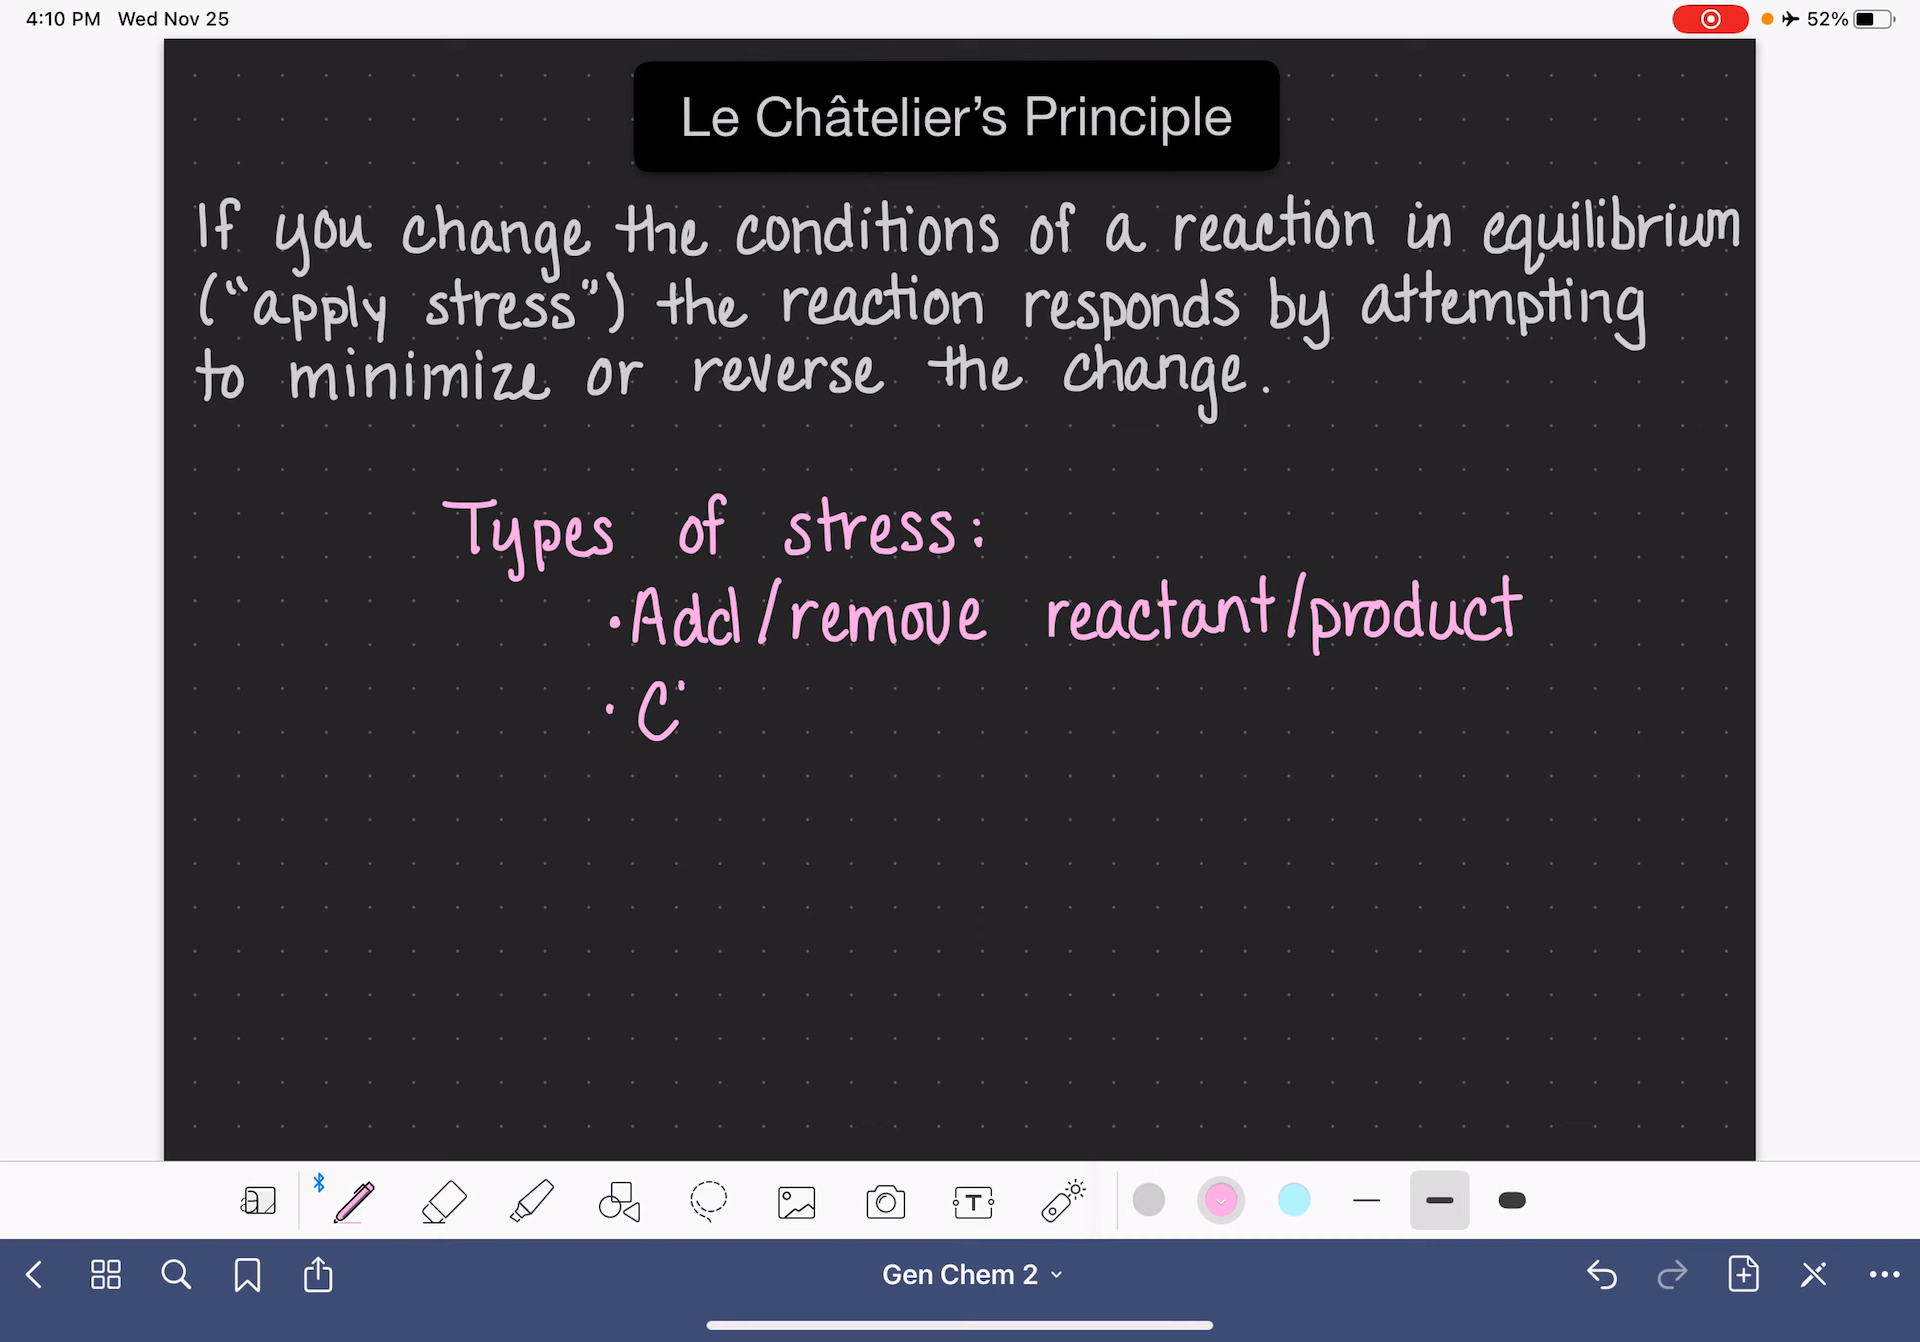 4:10 PM Wed Nov 25
52%
Le Châtelier's Principle
If you change the conditions of a reaction in equilibrium
("apply stress") the reaction responds by attempting
to minimize or reverse the change.
Types of stress:
• Add/remove reactant/product
• C
Gen Chem 2